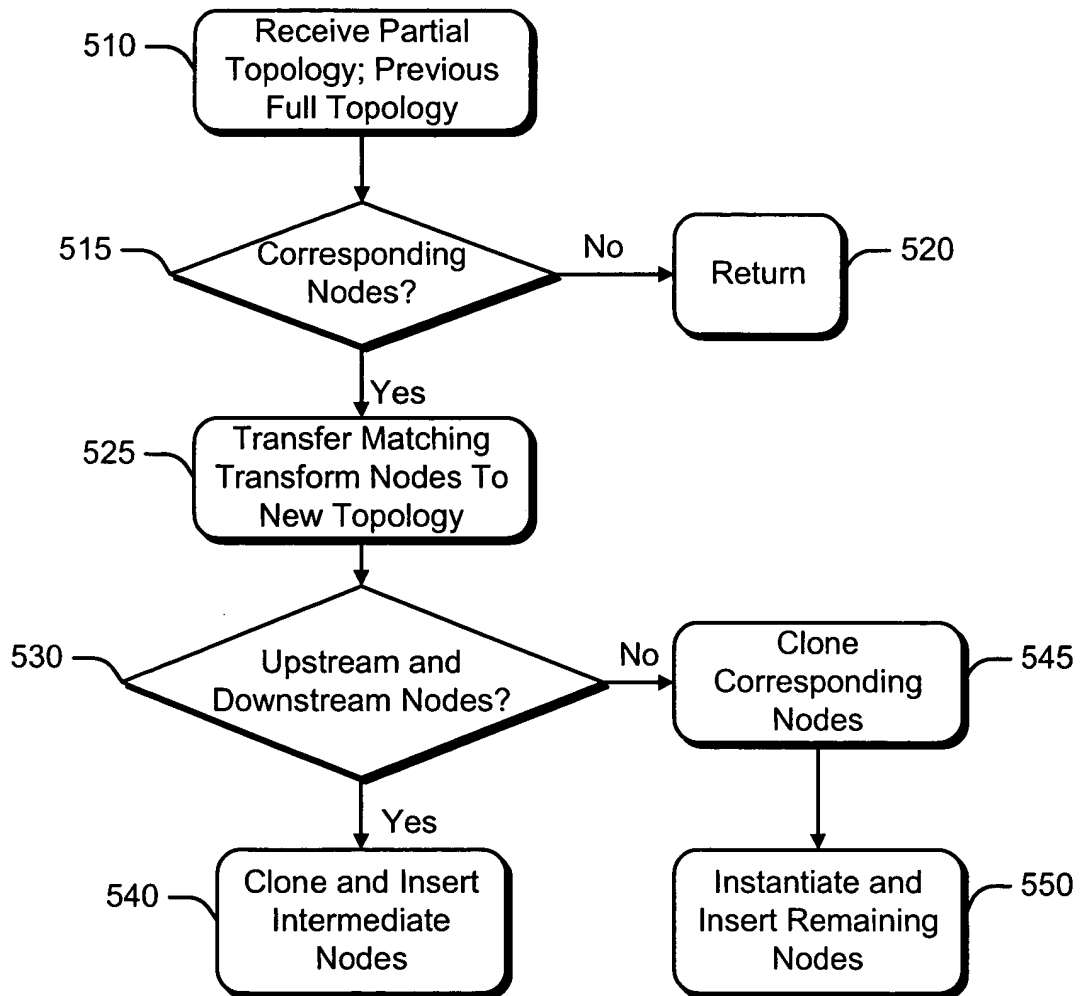 510
Receive Partial
Topology; Previous
Full Topology
515
Corresponding
Nodes?
No
Return
520
Yes
525
Transfer Matching
Transform Nodes To
New Topology
530
Upstream and
Downstream Nodes?
No
Clone
Corresponding
Nodes
545
Yes
540
Clone and Insert
Intermediate
Nodes
Instantiate and
Insert Remaining
Nodes
550